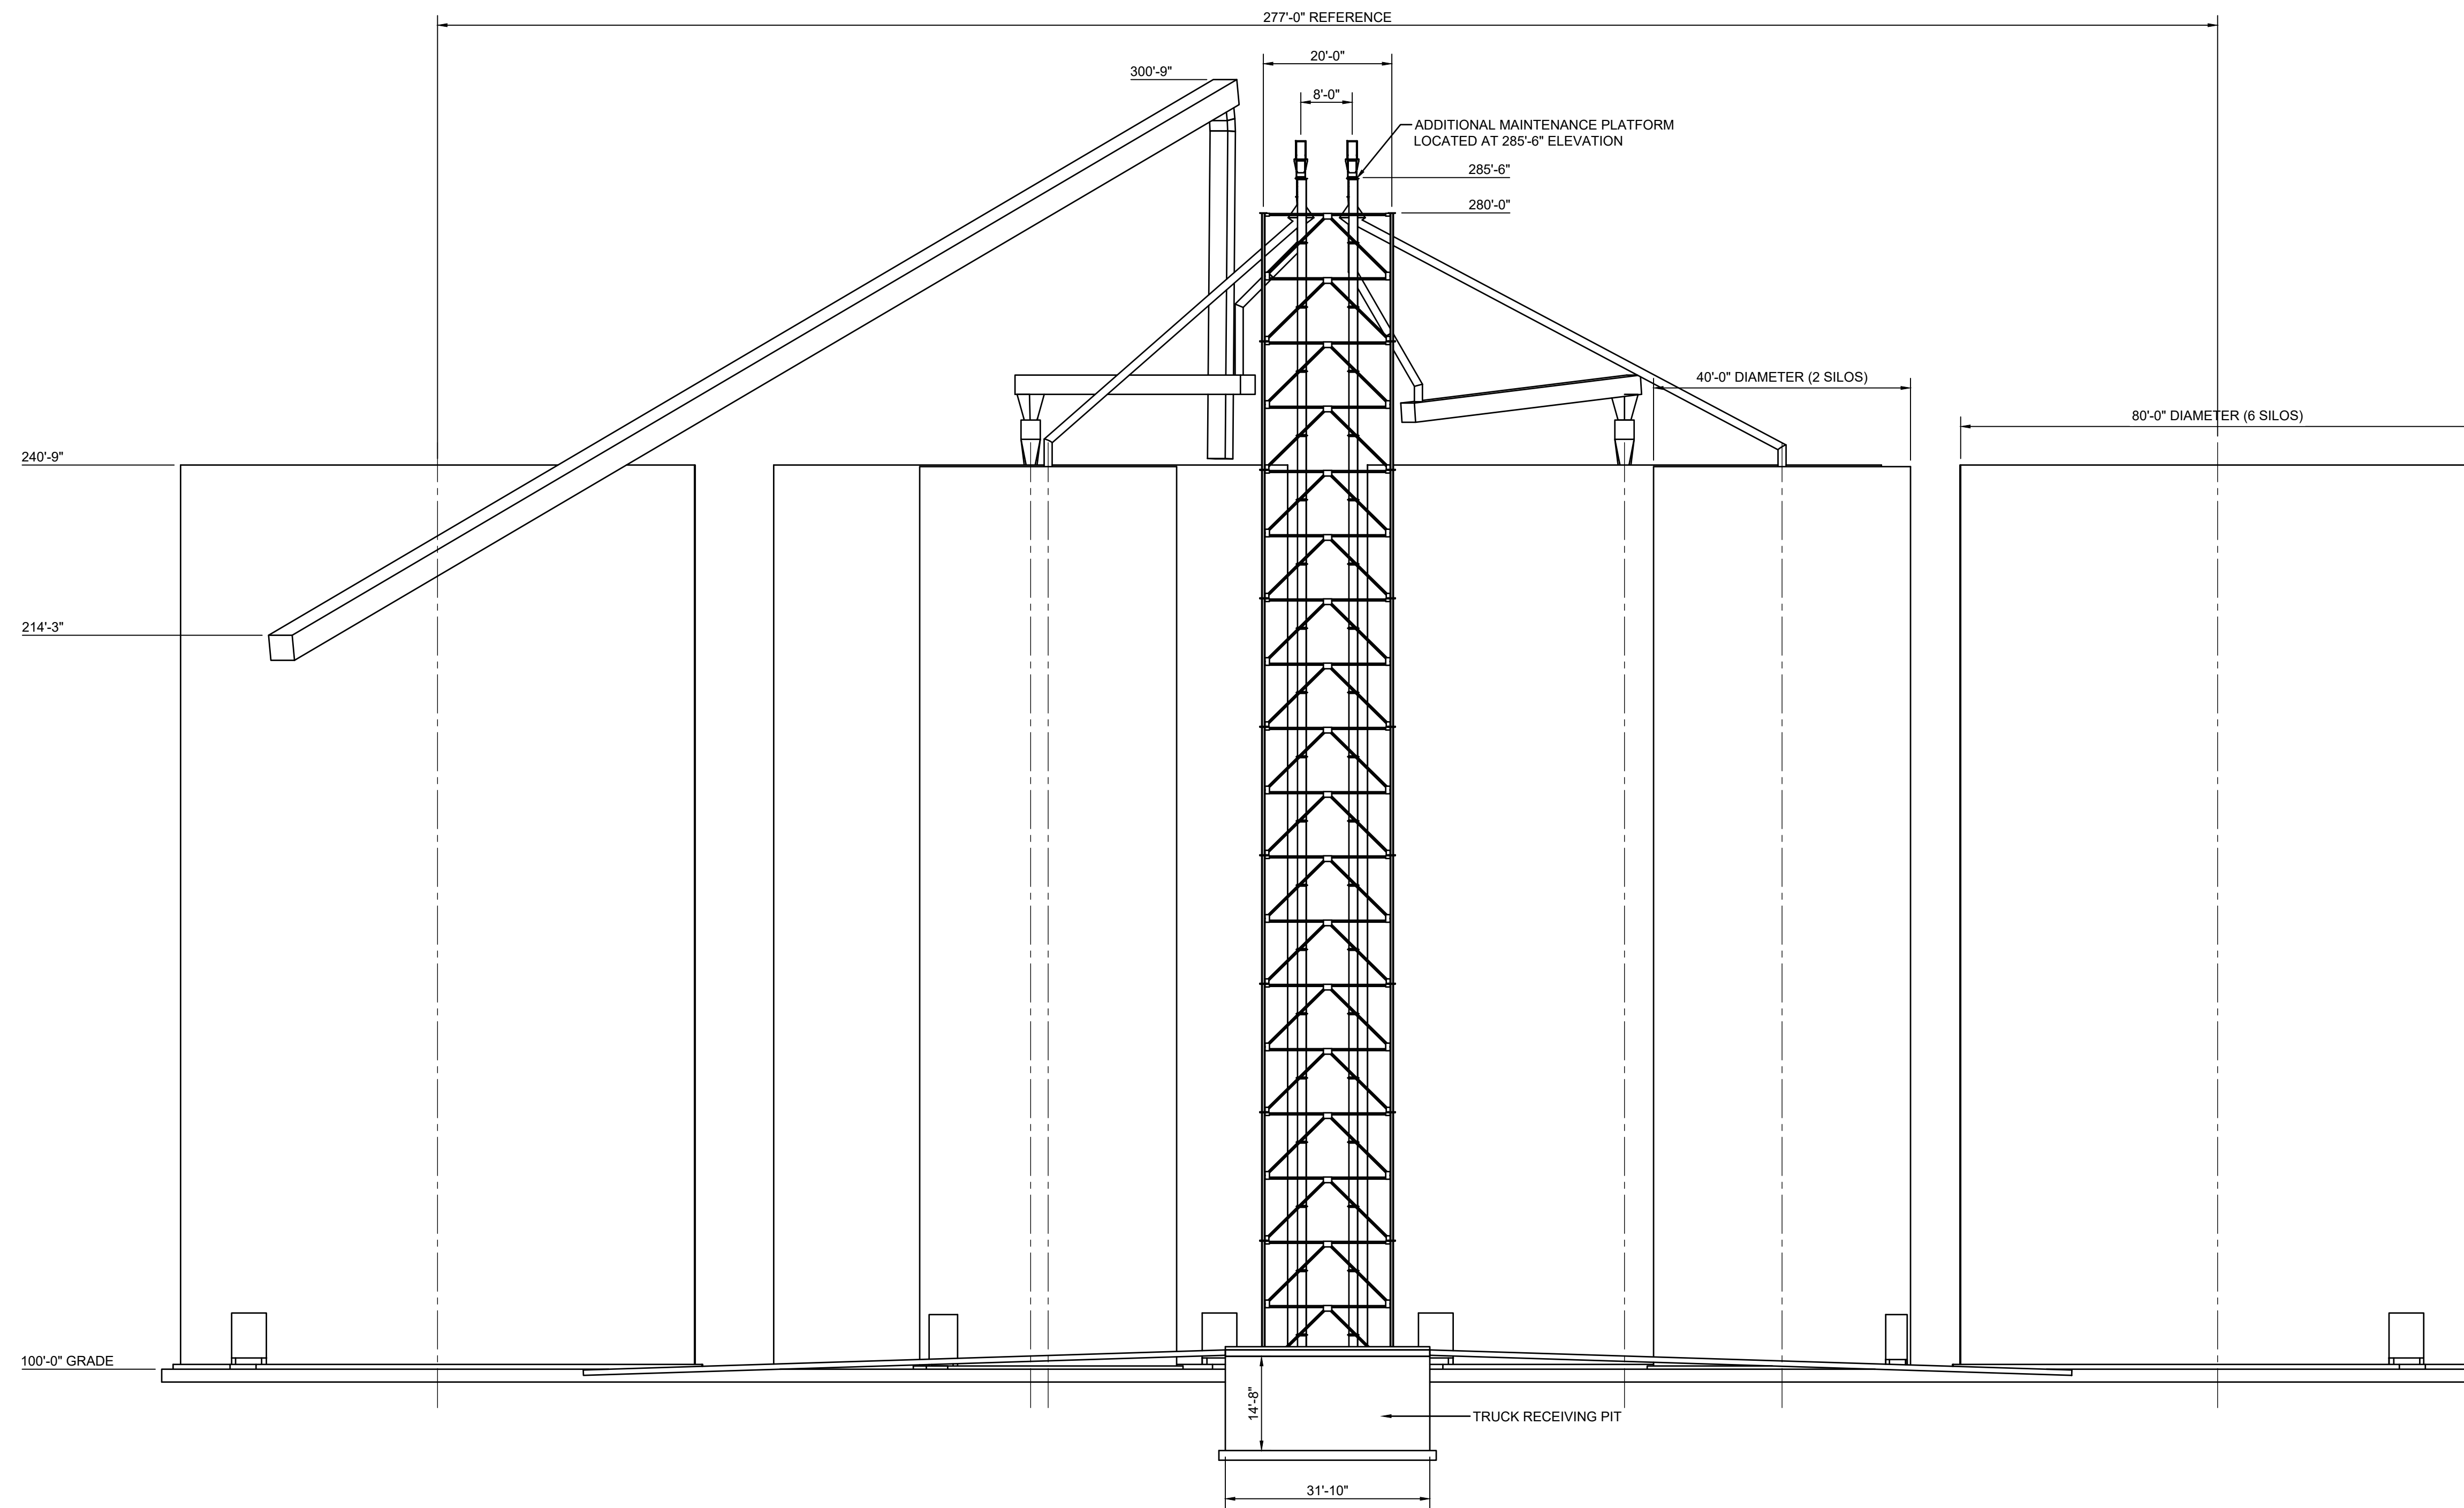 277'-0" REFERENCE
20'-0"
300'-9"
8'-0"
ADDITIONAL MAINTENANCE PLATFORM
LOCATED AT 285'-6" ELEVATION
285'-6"
280'-0"
40'-0" DIAMETER (2 SILOS)
80'-0" DIAMETER (6 SILOS)
240'-9"
214'-3"
100'-0" GRADE
14'-8"
TRUCK RECEIVING PIT
31'-10"